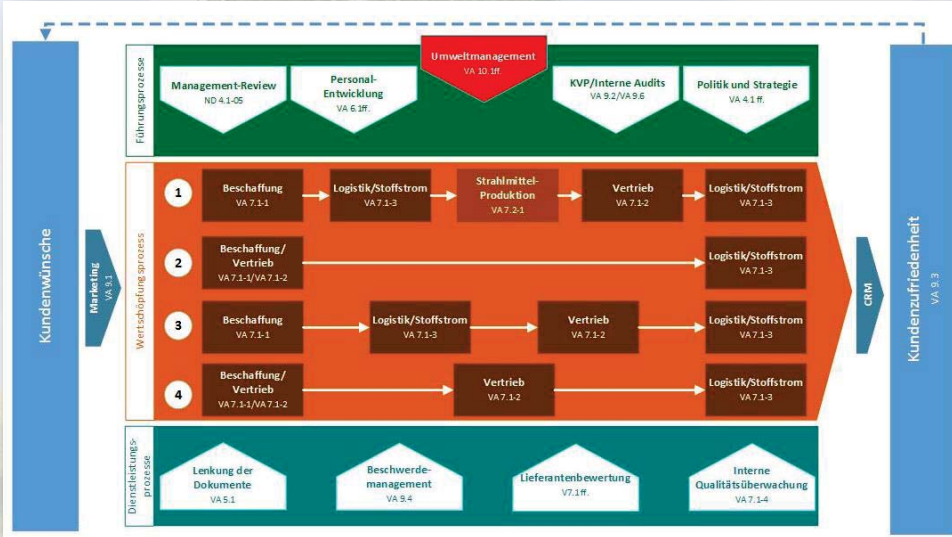 Kundenwünsche
Marketing
VA 9.1
Führungsprozesse
Management-Review
ND 4.1-05
Personal-
Entwicklung
VA 6.1ff.
Umweltmanagement
VA 10.1ff.
KVP/Interne Audits
VA 9.2/VA 9.6
Politik und Strategie
VA 4.1 ff.
Wertschöpfungsprozess
1
Beschaffung
VA 7.1-1
Logistik/Stoffstrom
VA 7.1-3
Strahlmittel-
Produktion
VA 7.2-1
Vertrieb
VA 7.1-2
Logistik/Stoffstrom
VA 7.1-3
2
Beschaffung/
Vertrieb
VA 7.1-1/VA 7.1-2
Logistik/Stoffstrom
VA 7.1-3
3
Beschaffung
VA 7.1-1
Logistik/Stoffstrom
VA 7.1-3
Vertrieb
VA 7.1-2
Logistik/Stoffstrom
VA 7.1-3
4
Beschaffung/
Vertrieb
VA 7.1-1/VA 7.1-2
Vertrieb
VA 7.1-2
Logistik/Stoffstrom
VA 7.1-3
Dienstleistungs-
prozesse
Lenkung der
Dokumente
VA 5.1
Beschwerde-
management
VA 9.4
Lieferantenbewertung
V7.1ff.
Interne
Qualitätsüberwachung
VA 7.1-4
CRM
Kundenzufriedenheit
VA 9.3